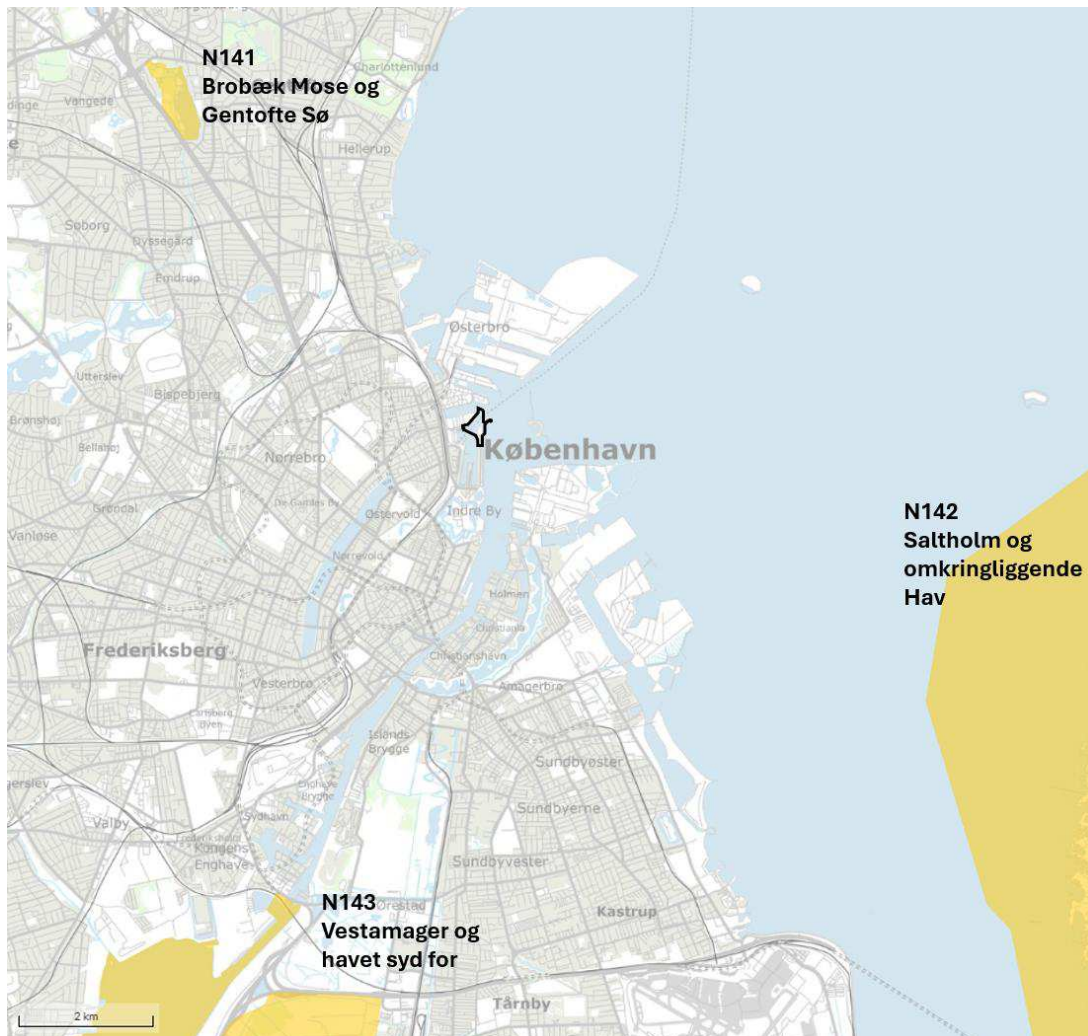 N141
Brobæk Mose og
Gentofte Sø
Charlottenlund
Vangede
Hellerup
Søborg
Dyssegård
Emdrup
Østerbro
Utterslev
Bispebjerg
Brønshøj
Bellahøj
Nørrebro
København
Grøndal
Østervold
Indre By
N142
Saltholm og
omkringliggende
Hav
Vanløse
Nørrevold
Holmen
Christiania
Frederiksberg
Christianshavn
Vesterbro
Amagerbro
Carlsberg
Byen
Islands
Brygge
Sundbyøster
Sundbyerne
Valby
Sydhavn
Kongens
Enghave
Sundbyvester
N143
Vestamager og
havet syd for
Ørestad
Kastrup
Tårnby
2 km